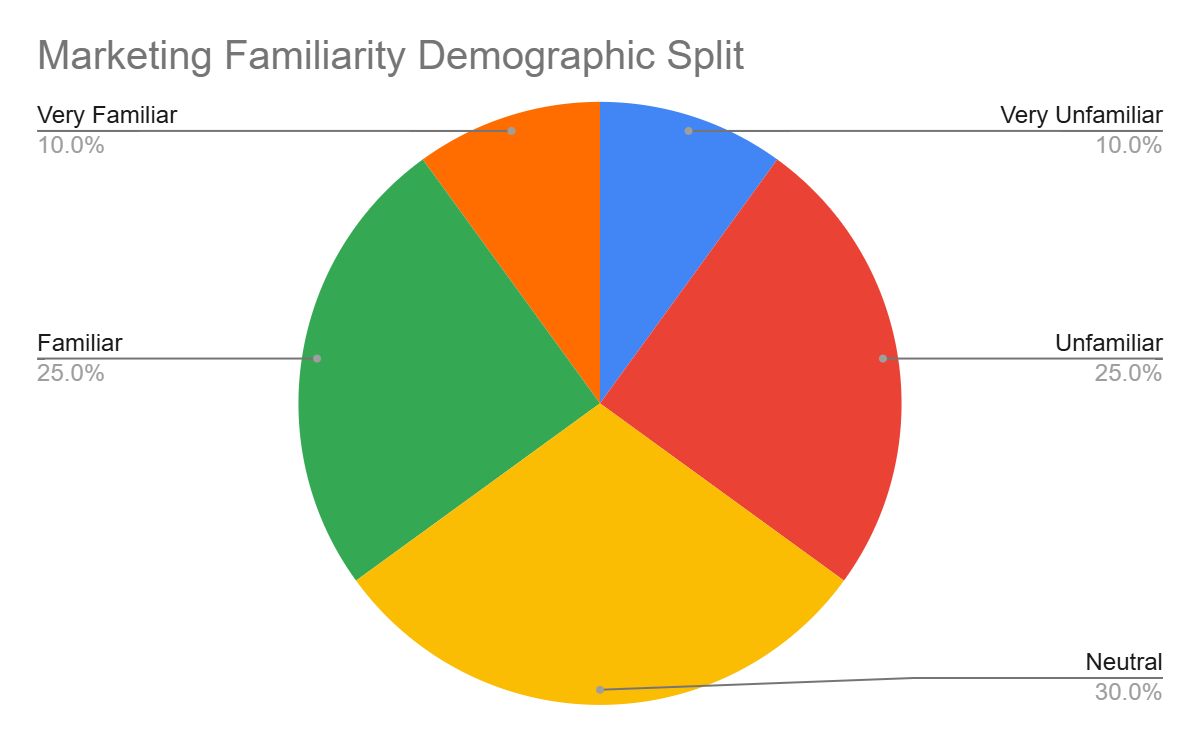 Marketing Familiarity Demographic Split
Very Familiar
10.0%
Very Unfamiliar
10.0%
Familiar
25.0%
Unfamiliar
25.0%
Neutral
30.0%